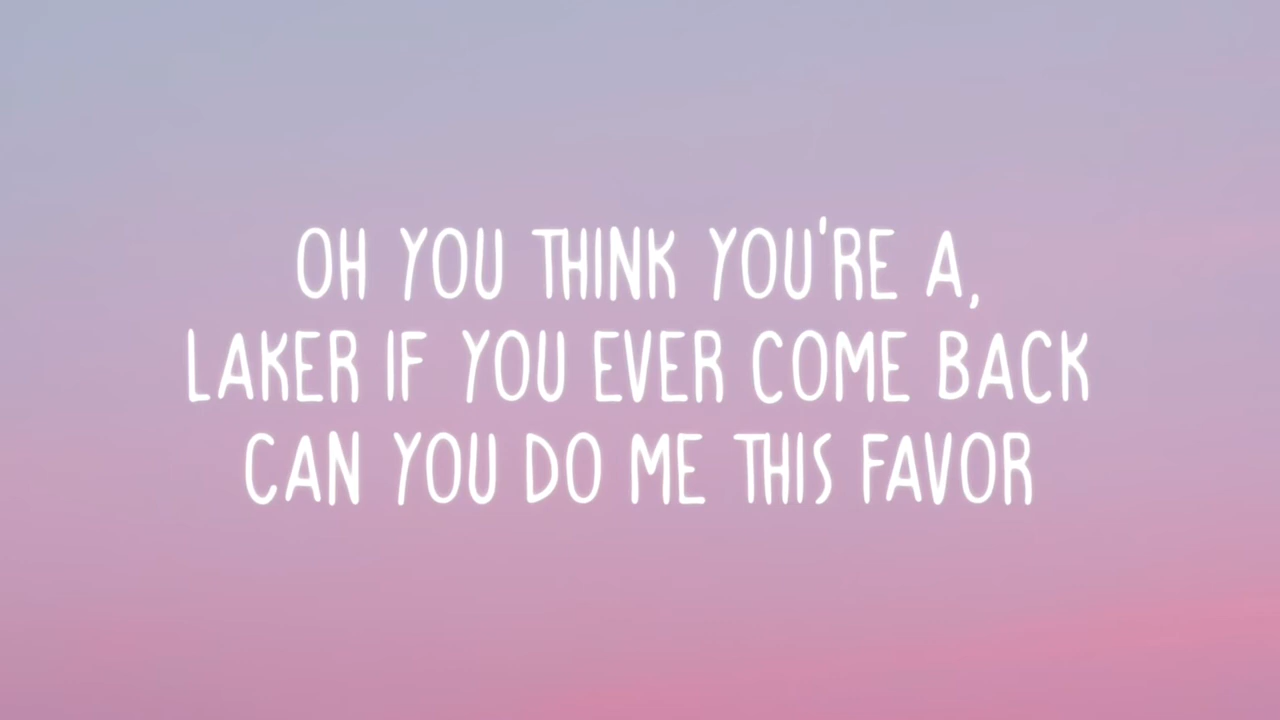 OH YOU THINK YOU'RE A,
LAKER IF YOU EVER COME BACK
CAN YOU DO ME THIS FAVOR